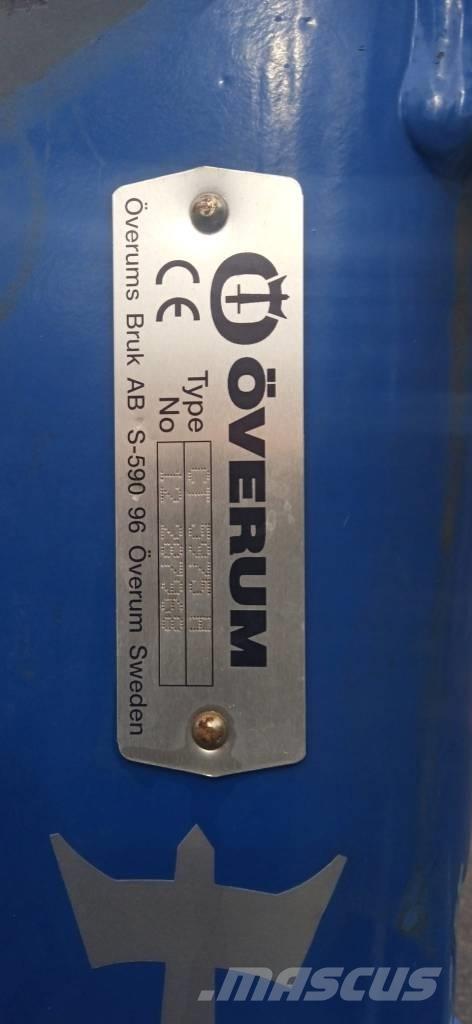 ÖVERUM
CE
Type
No
Överums Bruk AB S-590 96 Överum Sweden
MASCUS